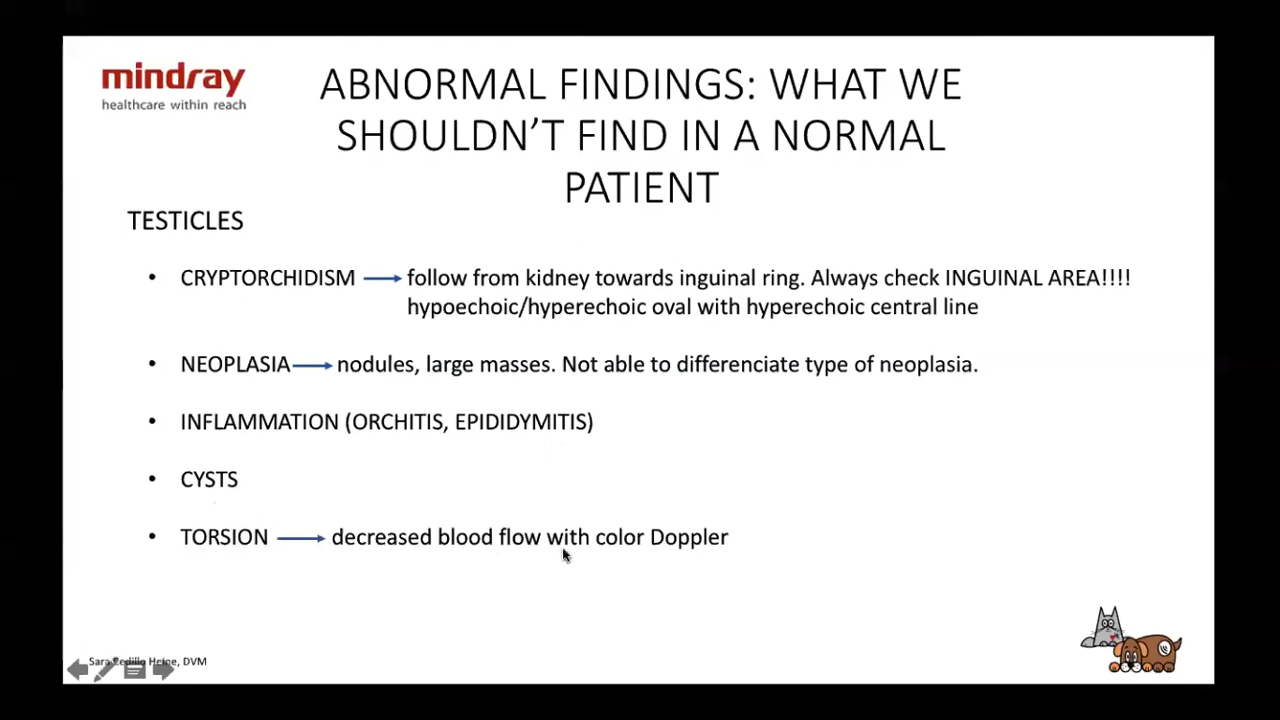 mindray
healthcare within reach
ABNORMAL FINDINGS: WHAT WE
SHOULDN'T FIND IN A NORMAL
PATIENT
TESTICLES
• CRYPTORCHIDISM → follow from kidney towards inguinal ring. Always check INGUINAL AREA!!!!
hypoechoic/hyperechoic oval with hyperechoic central line
• NEOPLASIA → nodules, large masses. Not able to differenciate type of neoplasia.
• INFLAMMATION (ORCHITIS, EPIDIDYMITIS)
• CYSTS
• TORSION → decreased blood flow with color Doppler
Sara Cedillo Heine, DVM